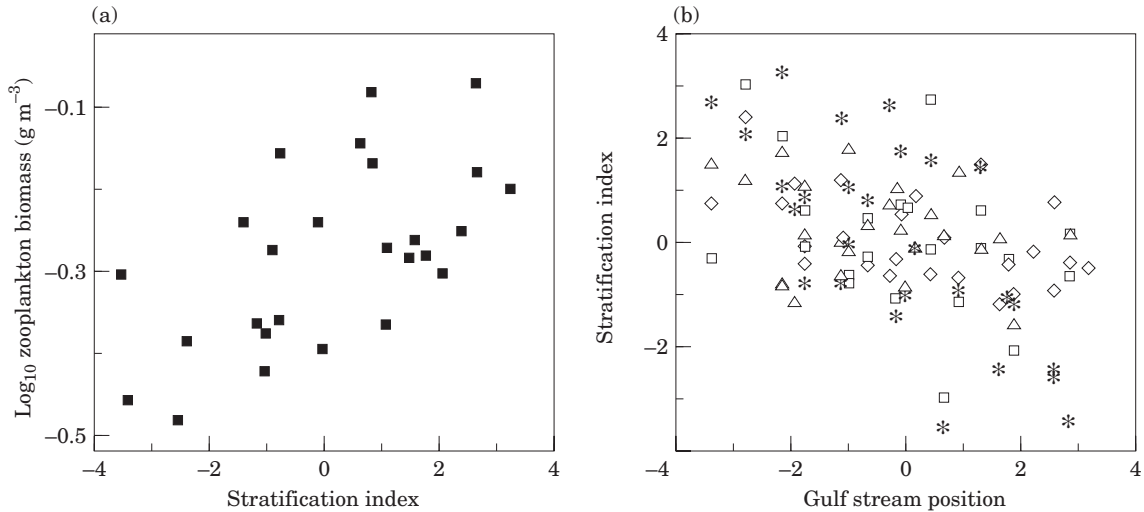 (a)
Log10 zooplankton biomass (g m−3)
−0.1
−0.3
−0.5
−4 −2 0 2 4
Stratification index
(b)
Stratification index
4
2
0
−2
−4
−2 0 2 4
Gulf stream position